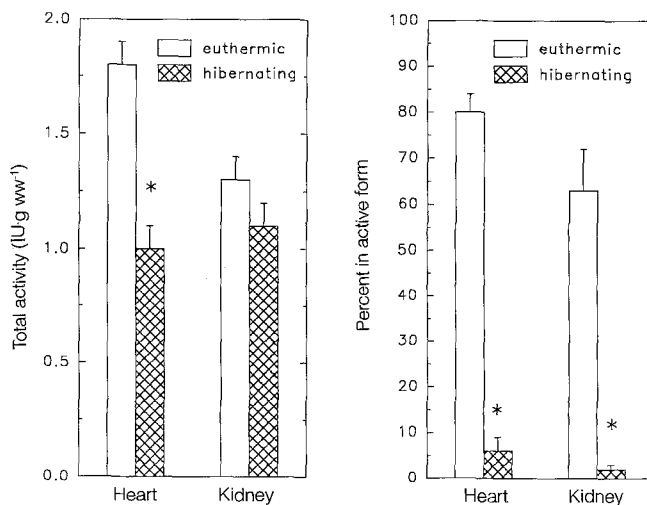 Total activity (IU·g ww⁻¹)
2.0
1.5
1.0
0.5
0.0
euthermic
hibernating
*
Heart Kidney
Percent in active form
100
90
80
70
60
50
40
30
20
10
0
euthermic
hibernating
*
*
Heart Kidney